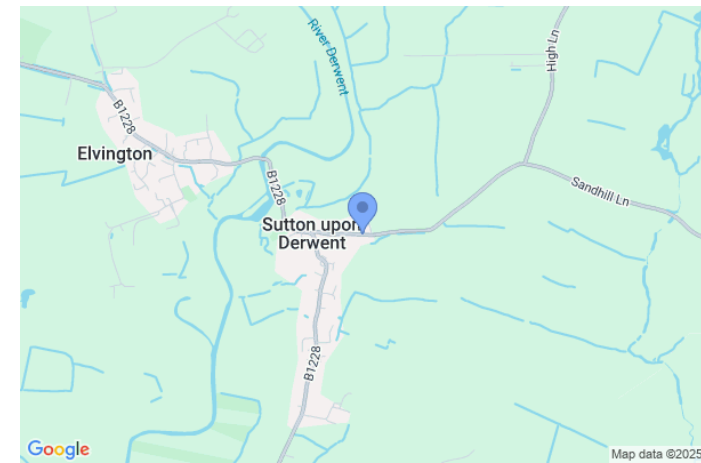 River Derwent
High Ln
B1228
Elvington
B1228
Sandhill Ln
Sutton upon
Derwent
B1228
Google
Map data ©2025